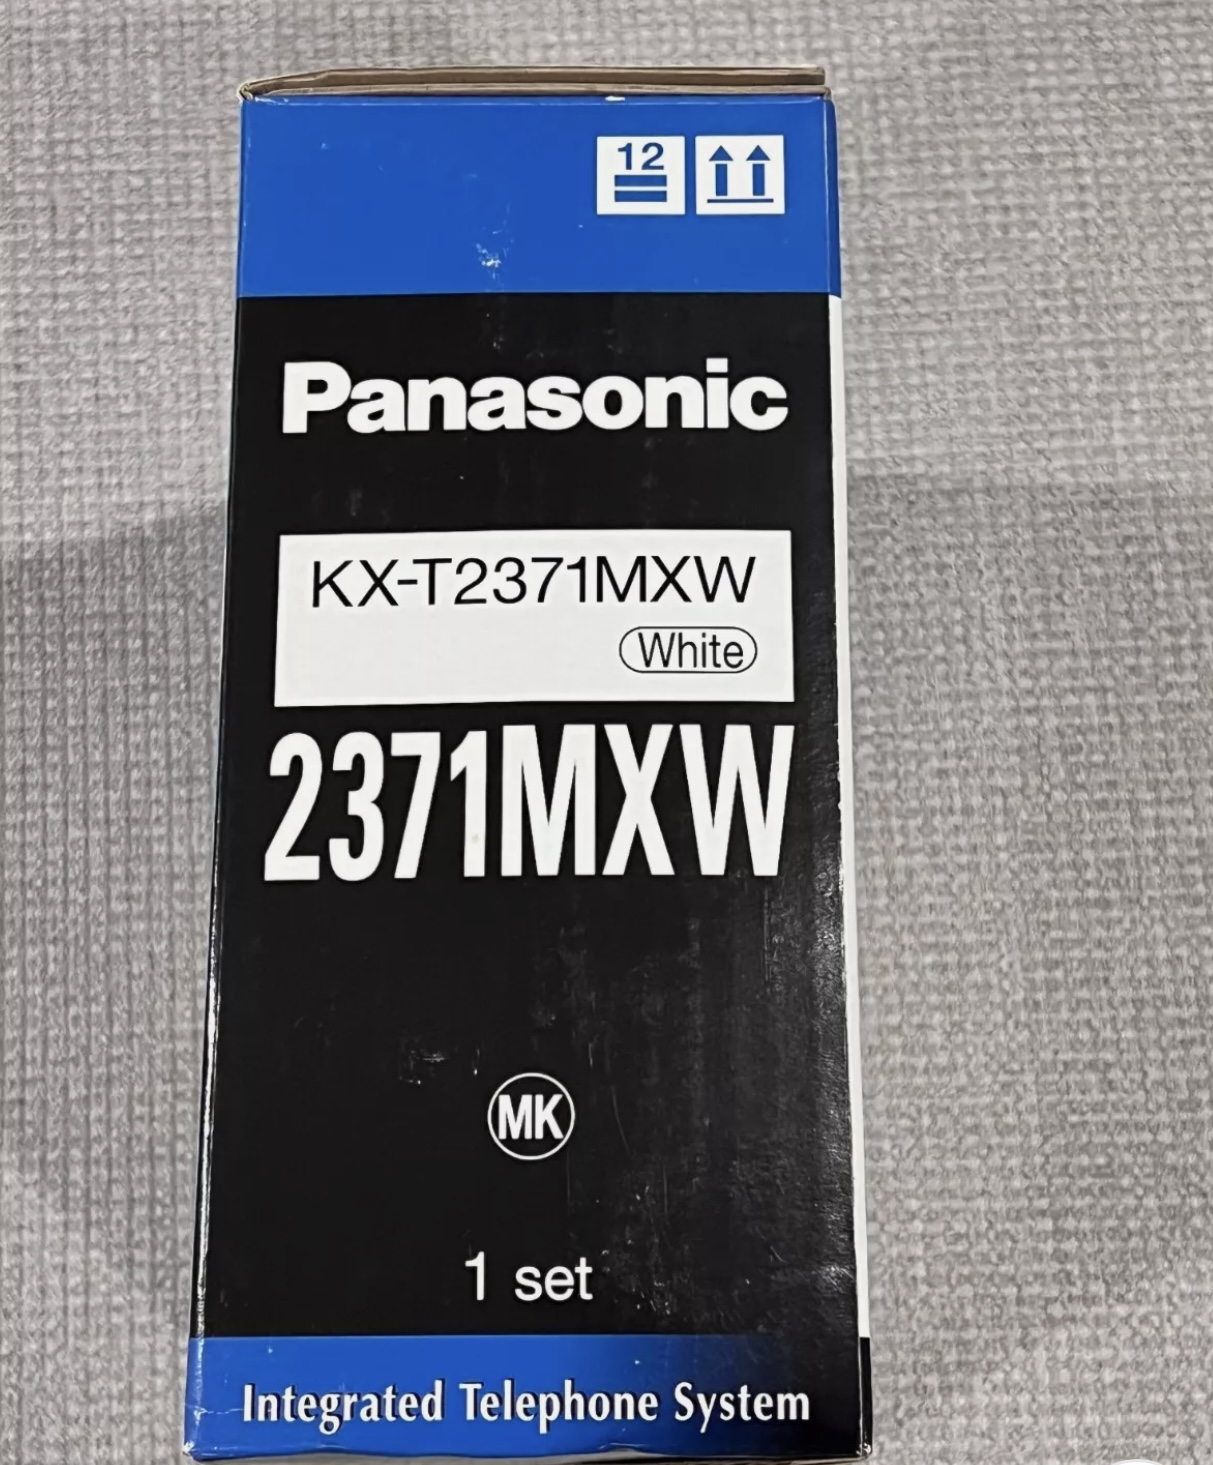 12
Panasonic
KX-T2371MXW
White
2371MXW
MK
1 set
Integrated Telephone System